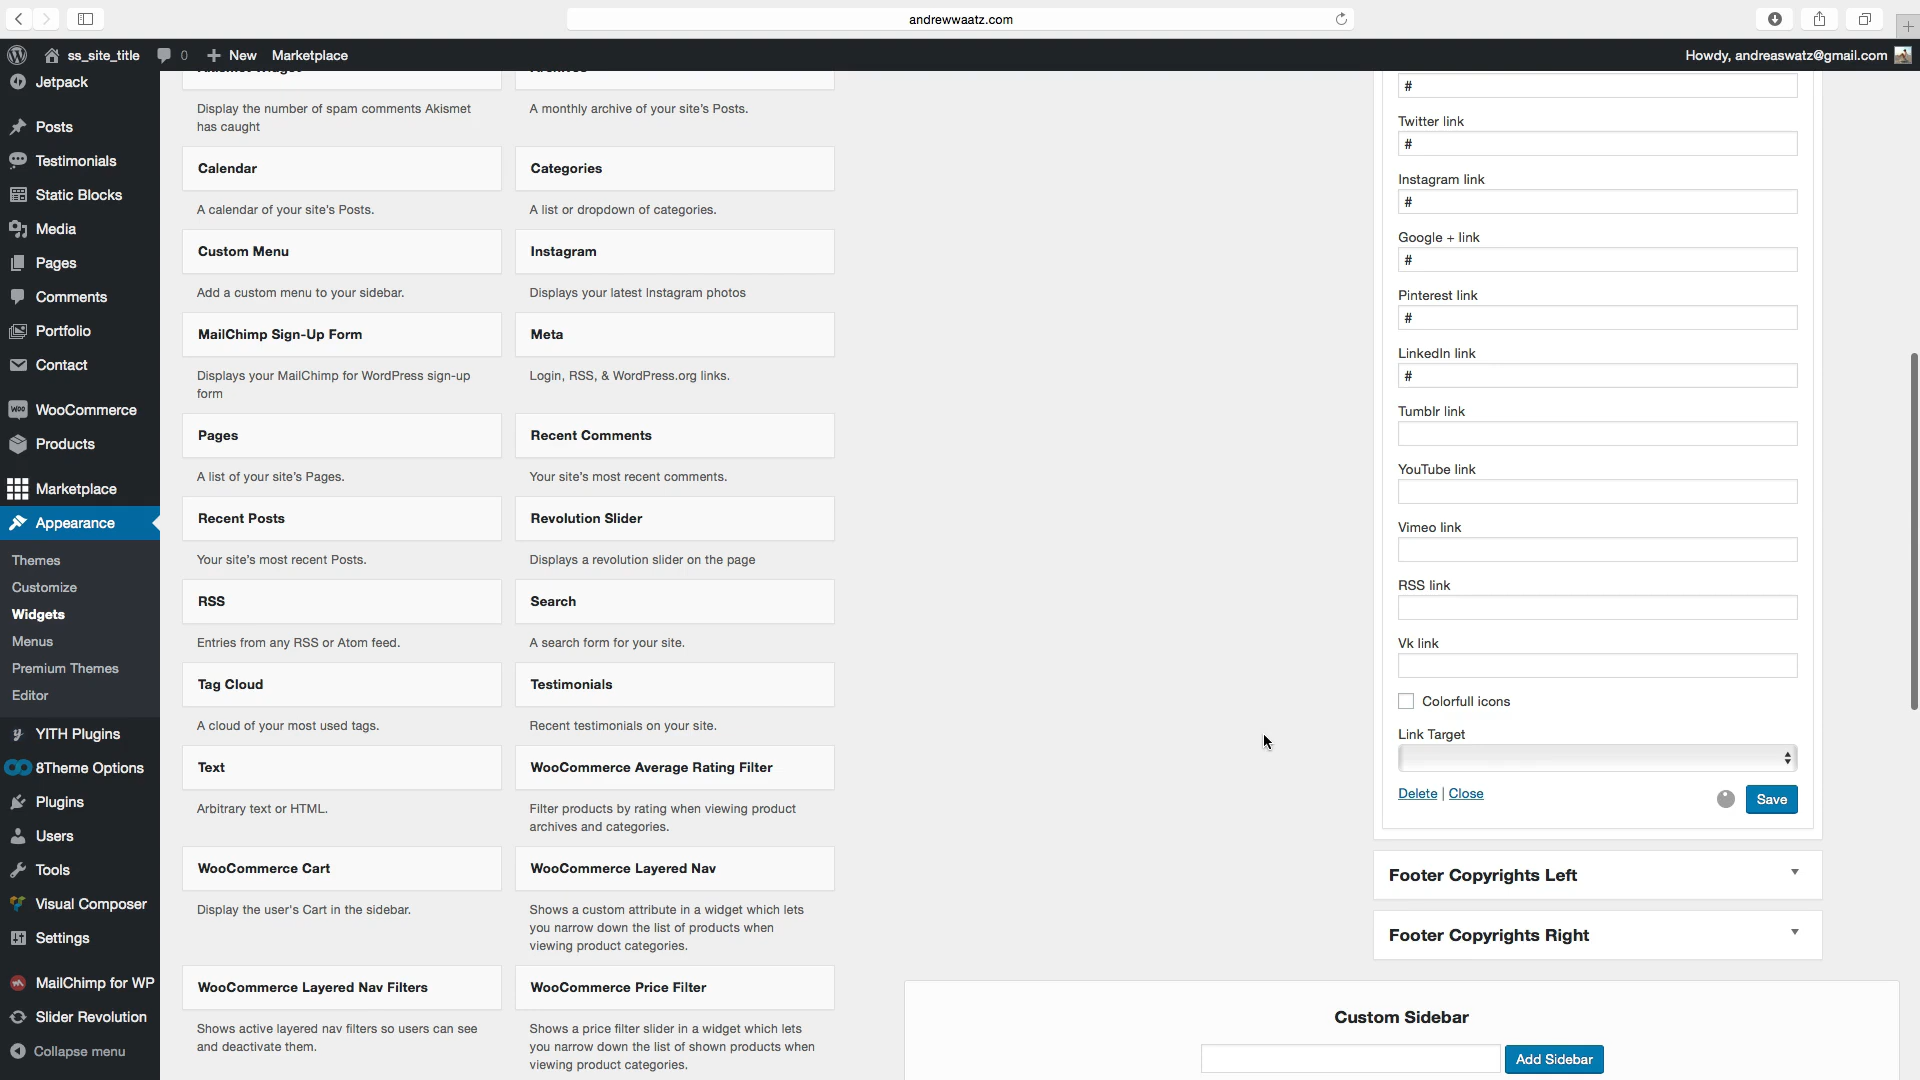 andrewwaatz.com
ss_site_title
0
New
Marketplace
Howdy, andreaswatz@gmail.com
Jetpack
Posts
Testimonials
Static Blocks
Media
Pages
Comments
Portfolio
Contact
WooCommerce
Products
Marketplace
Appearance
Themes
Customize
Widgets
Menus
Premium Themes
Editor
YITH Plugins
8Theme Options
Plugins
Users
Tools
Visual Composer
Settings
MailChimp for WP
Slider Revolution
Collapse menu
Display the number of spam comments Akismet
has caught
A monthly archive of your site's Posts.
Calendar
Categories
A calendar of your site's Posts.
A list or dropdown of categories.
Custom Menu
Instagram
Add a custom menu to your sidebar.
Displays your latest Instagram photos
MailChimp Sign-Up Form
Meta
Displays your MailChimp for WordPress sign-up
form
Login, RSS, & WordPress.org links.
Pages
Recent Comments
A list of your site's Pages.
Your site's most recent comments.
Recent Posts
Revolution Slider
Your site's most recent Posts.
Displays a revolution slider on the page
RSS
Search
Entries from any RSS or Atom feed.
A search form for your site.
Tag Cloud
Testimonials
A cloud of your most used tags.
Recent testimonials on your site.
Text
WooCommerce Average Rating Filter
Arbitrary text or HTML.
Filter products by rating when viewing product
archives and categories.
WooCommerce Cart
WooCommerce Layered Nav
Display the user's Cart in the sidebar.
Shows a custom attribute in a widget which lets
you narrow down the list of products when
viewing product categories.
WooCommerce Layered Nav Filters
WooCommerce Price Filter
Shows active layered nav filters so users can see
and deactivate them.
Shows a price filter slider in a widget which lets
you narrow down the list of shown products when
viewing product categories.
#
Twitter link
#
Instagram link
#
Google + link
#
Pinterest link
#
LinkedIn link
#
Tumblr link
YouTube link
Vimeo link
RSS link
Vk link
Colorfull icons
Link Target
Delete | Close
Save
Footer Copyrights Left
Footer Copyrights Right
Custom Sidebar
Add Sidebar